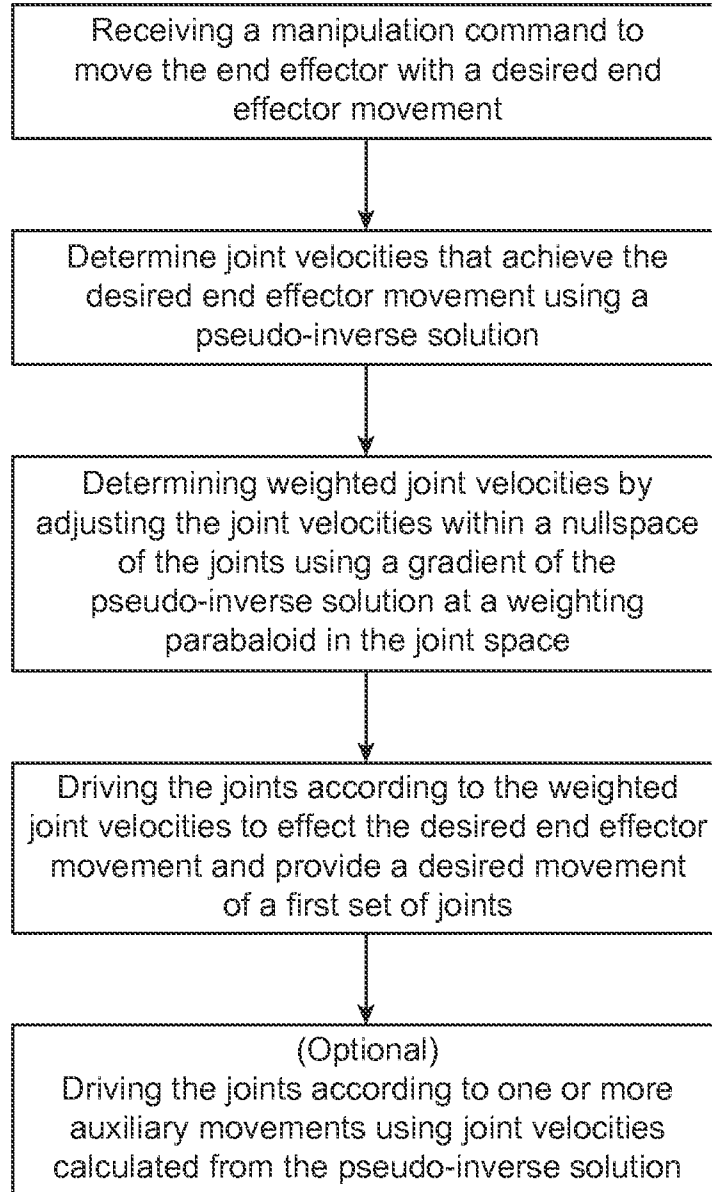 Receiving a manipulation command to
move the end effector with a desired end
effector movement
Determine joint velocities that achieve the
desired end effector movement using a
pseudo-inverse solution
Determining weighted joint velocities by
adjusting the joint velocities within a nullspace
of the joints using a gradient of the
pseudo-inverse solution at a weighting
parabaloid in the joint space
Driving the joints according to the weighted
joint velocities to effect the desired end effector
movement and provide a desired movement
of a first set of joints
(Optional)
Driving the joints according to one or more
auxiliary movements using joint velocities
calculated from the pseudo-inverse solution